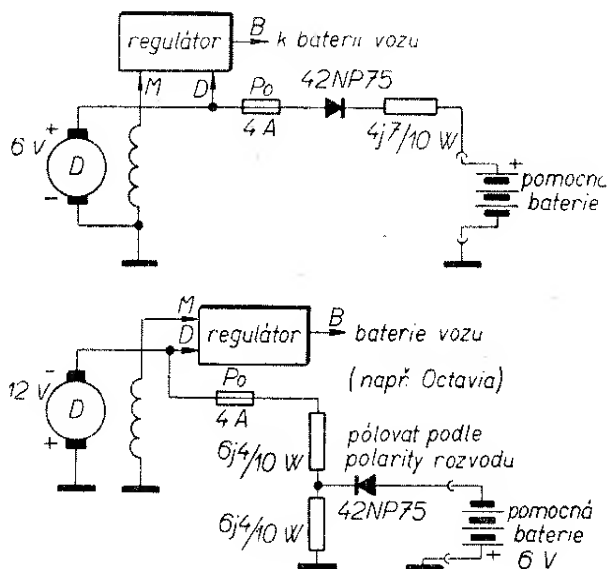 regulátor
B
k baterii vozu
M
D
Po
4 A
42NP75
4j7/10 W
6 V
+
D
-
+
pomocná
baterie
M
D
regulátor
B
baterie vozu
(např. Octavia)
12 V
-
D
+
Po
4 A
6j4/10 W
pólovat podle
polarity rozvodu
42NP75
6j4/10 W
pomocná
baterie
+
6 V